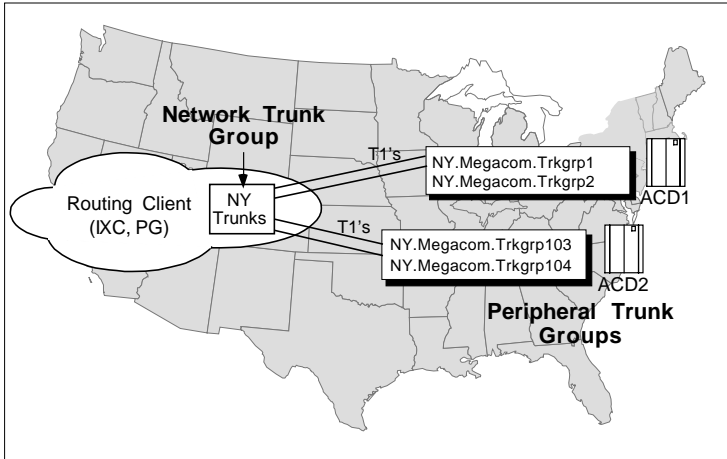 Network Trunk
Group
T1's
NY.Megacom.Trkgrp1
NY.Megacom.Trkgrp2
ACD1
Routing Client
(IXC, PG)
NY
Trunks
T1's
NY.Megacom.Trkgrp103
NY.Megacom.Trkgrp104
ACD2
Peripheral Trunk
Groups